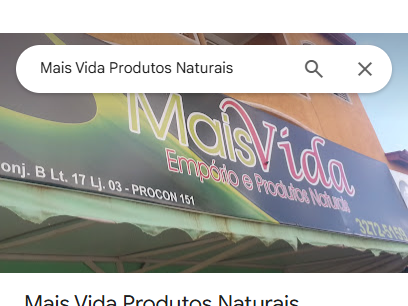 Mais Vida Produtos Naturais
Mais Vida
Empório e Produtos Naturais
onj. B Lt. 17 Lj. 03 - PROCON 151
3272-5159
Mais Vida Produtos Naturais